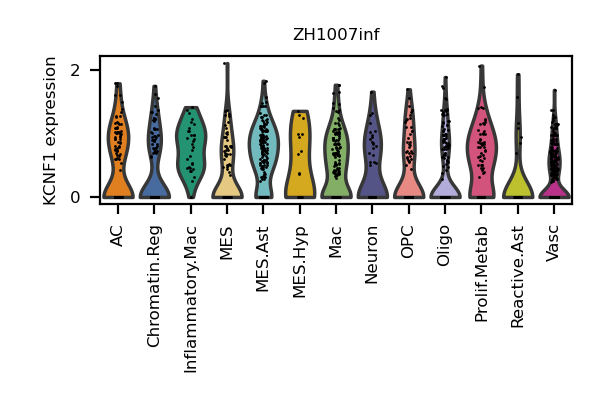 ZH1007inf
KCNF1 expression
2
0
AC
Chromatin.Reg
Inflammatory.Mac
MES
MES.Ast
MES.Hyp
Mac
Neuron
OPC
Oligo
Prolif.Metab
Reactive.Ast
Vasc